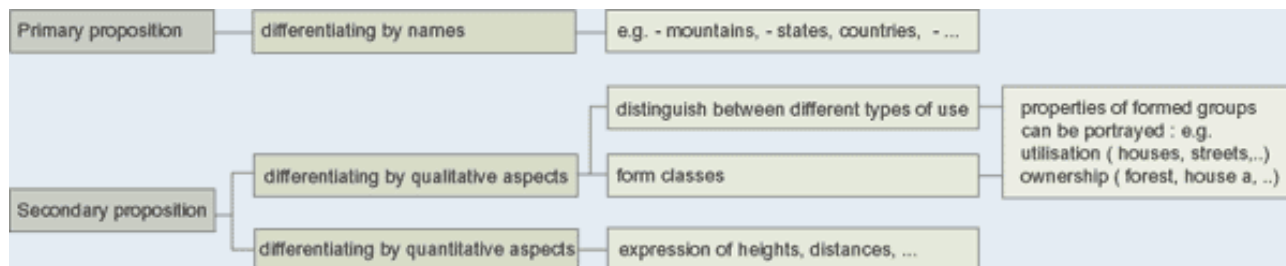 Primary proposition
differentiating by names
e.g. - mountains, - states, countries, - ...
Secondary proposition
differentiating by qualitative aspects
distinguish between different types of use
form classes
properties of formed groups
can be portrayed : e.g.
utilisation ( houses, streets,..)
ownership ( forest, house a, ..)
differentiating by quantitative aspects
expression of heights, distances, ...